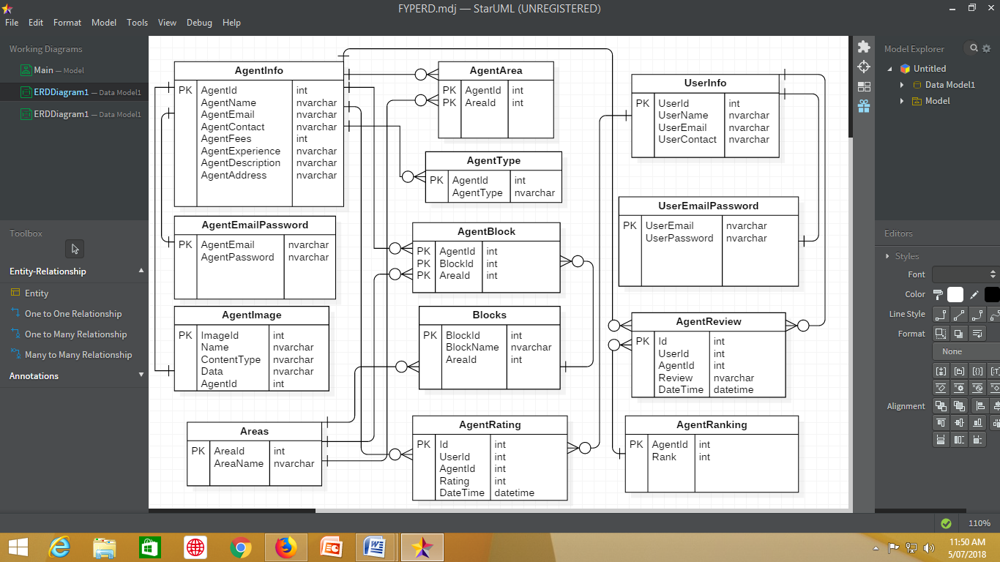 FYPERD.mdj — StarUML (UNREGISTERED)
File Edit Format Model Tools View Debug Help
Working Diagrams
Main — Model
ERDDiagram1 — Data Model1
ERDDiagram1 — Data Model1
Toolbox
Entity-Relationship
Entity
One to One Relationship
One to Many Relationship
Many to Many Relationship
Annotations
AgentInfo
PK AgentId int
AgentName nvarchar
AgentEmail nvarchar
AgentContact nvarchar
AgentFees int
AgentExperience nvarchar
AgentDescription nvarchar
AgentAddress nvarchar
AgentEmailPassword
PK AgentEmail nvarchar
AgentPassword nvarchar
AgentImage
PK ImageId int
Name nvarchar
ContentType nvarchar
Data nvarchar
AgentId int
Areas
PK AreaId int
AreaName nvarchar
AgentArea
PK AgentId int
PK AreaId int
AgentType
PK AgentId int
AgentType nvarchar
AgentBlock
PK AgentId int
PK BlockId int
PK AreaId int
Blocks
PK BlockId int
BlockName nvarchar
AreaId int
AgentRating
PK Id int
UserId int
AgentId int
Rating int
DateTime datetime
UserInfo
PK UserId int
UserName nvarchar
UserEmail nvarchar
UserContact nvarchar
UserEmailPassword
PK UserEmail nvarchar
UserPassword nvarchar
AgentReview
PK Id int
UserId int
AgentId int
Review nvarchar
DateTime datetime
AgentRanking
PK AgentId int
Rank int
Model Explorer
Untitled
Data Model1
Model
Editors
Styles
Font
Color
Line Style
Format
None
Alignment
110%
11:50 AM
5/07/2018